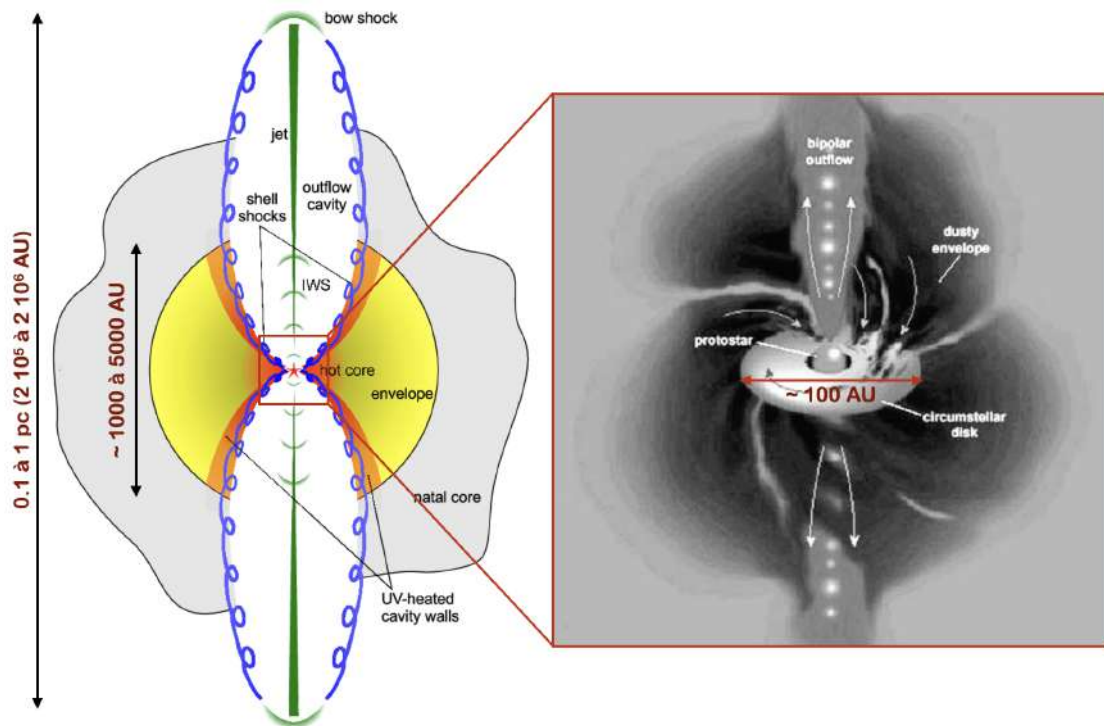 bow shock
jet
shell
shocks
outflow
cavity
IWS
hot core
envelope
natal core
UV-heated
cavity walls
0.1 à 1 pc (2 10⁵ à 2 10⁶ AU)
~ 1000 à 5000 AU
bipolar
outflow
dusty
envelope
protostar
~ 100 AU
circumstellar
disk